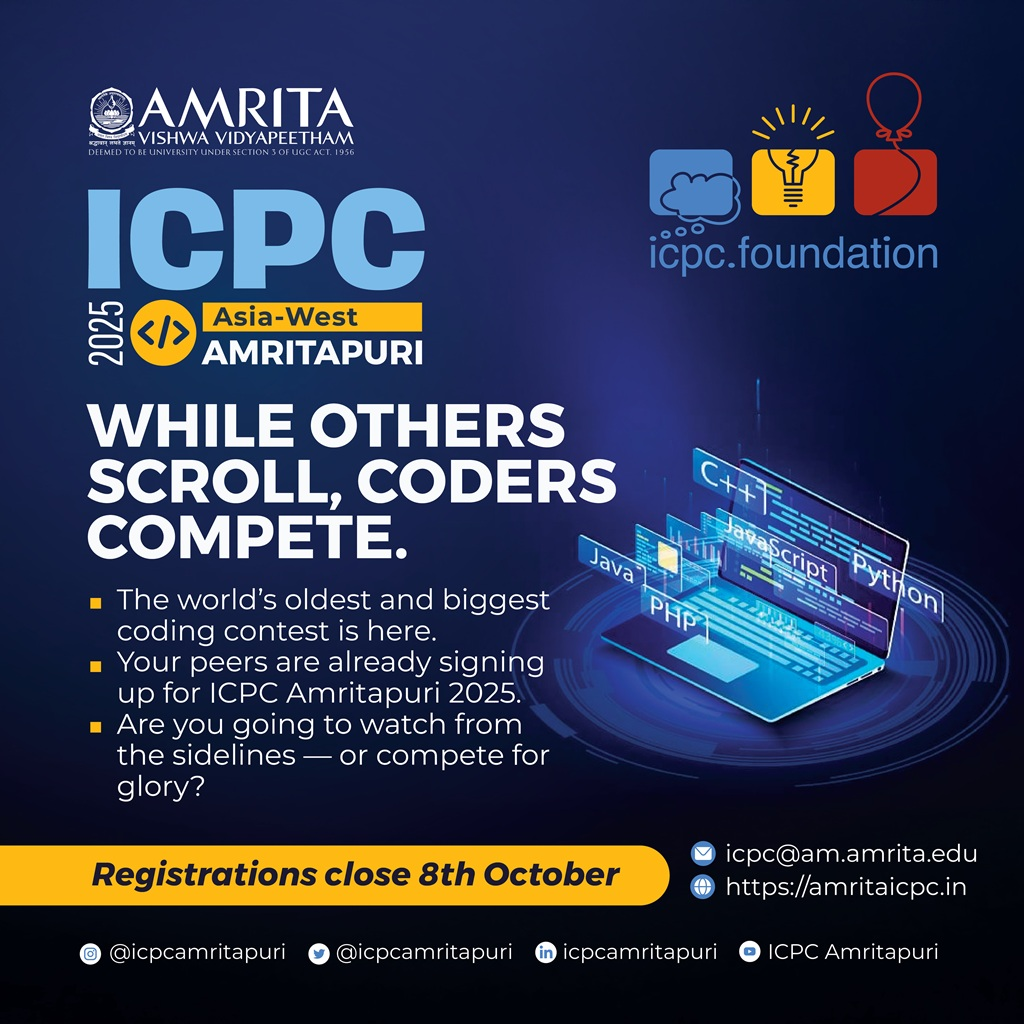 AMRITA
VISHWA VIDYAPEETHAM
श्रद्धावान् लभते ज्ञानम्
DEEMED TO BE UNIVERSITY UNDER SECTION 3 OF UGC ACT. 1956
icpc.foundation
ICPC
2025
</>
Asia-West
AMRITAPURI
WHILE OTHERS
SCROLL, CODERS
COMPETE.
The world's oldest and biggest
coding contest is here.
Your peers are already signing
up for ICPC Amritapuri 2025.
Are you going to watch from
the sidelines — or compete for
glory?
C++
JavaScript
Python
Java
PHP
Registrations close 8th October
icpc@am.amrita.edu
https://amritaicpc.in
@icpcamritapuri
@icpcamritapuri
icpcamritapuri
ICPC Amritapuri